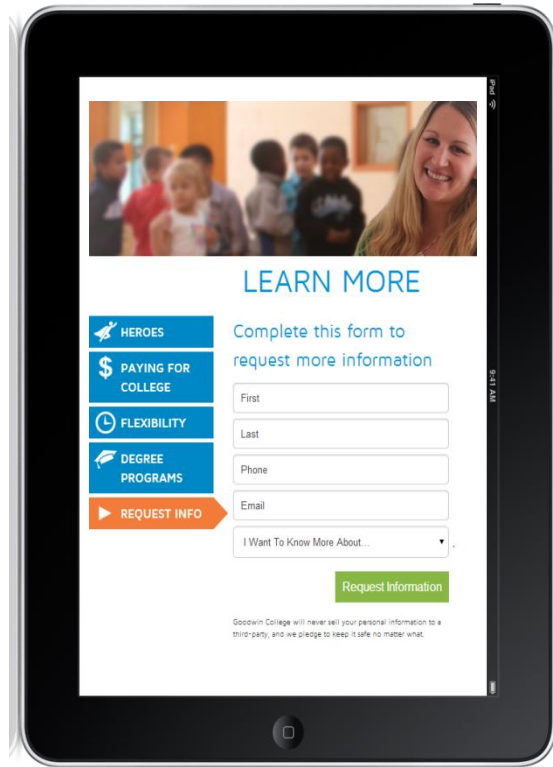 iPad
9:41 AM
LEARN MORE
HEROES
PAYING FOR
COLLEGE
FLEXIBILITY
DEGREE
PROGRAMS
REQUEST INFO
Complete this form to
request more information
First
Last
Phone
Email
I Want To Know More About...
Request Information
Goodwin College will never sell your personal information to a
third-party, and we pledge to keep it safe no matter what.